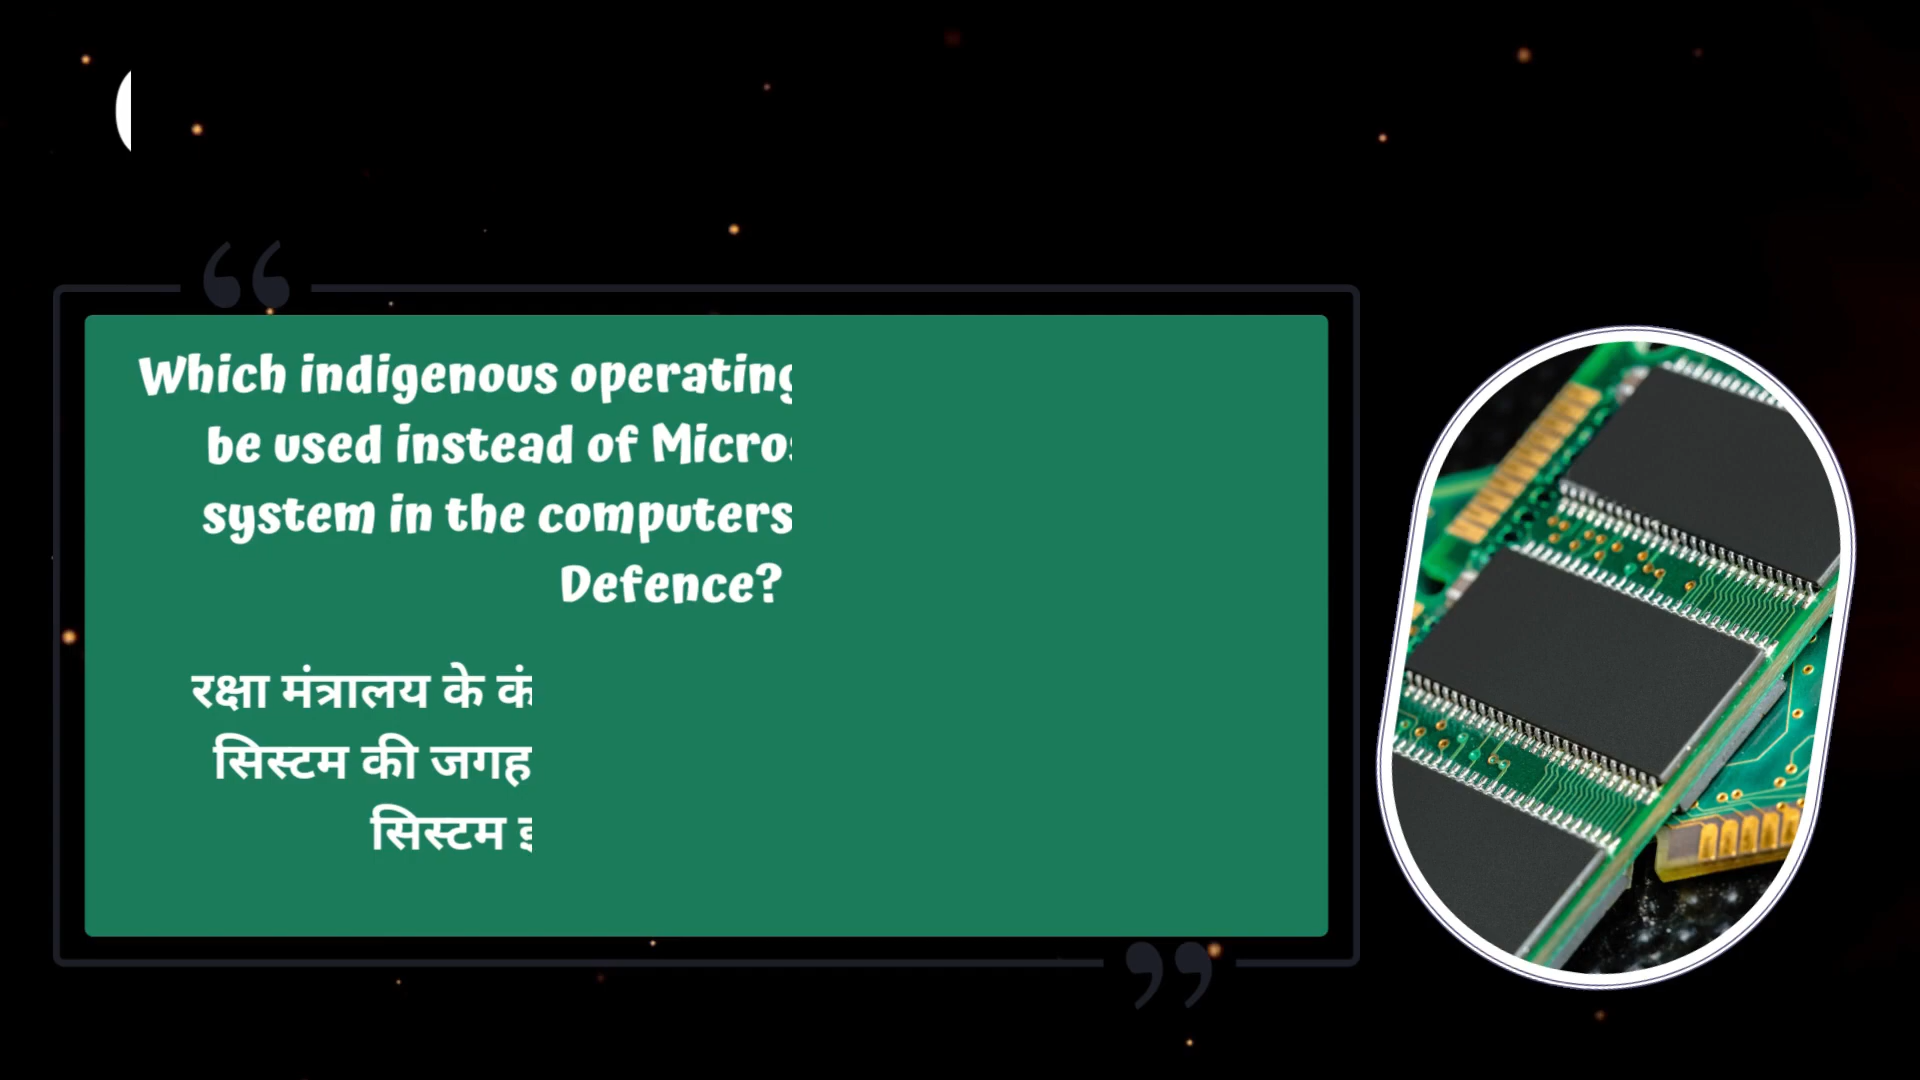 Which indigenous operating
be used instead of Micro
system in the computers
Defence?
रक्षा मंत्रालय के
सिस्टम की जगह
सिस्टम